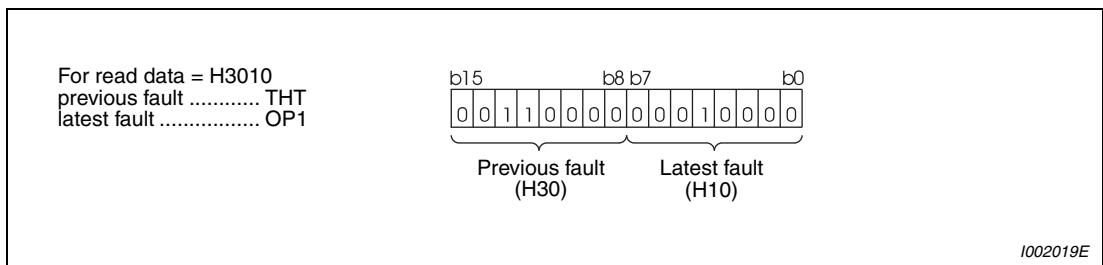 For read data = H3010
previous fault ............ THT
latest fault ................. OP1
b15 b8 b7 b0
0 0 1 1 0 0 0 0 0 0 0 1 0 0 0 0
Previous fault Latest fault
(H30) (H10)
I002019E